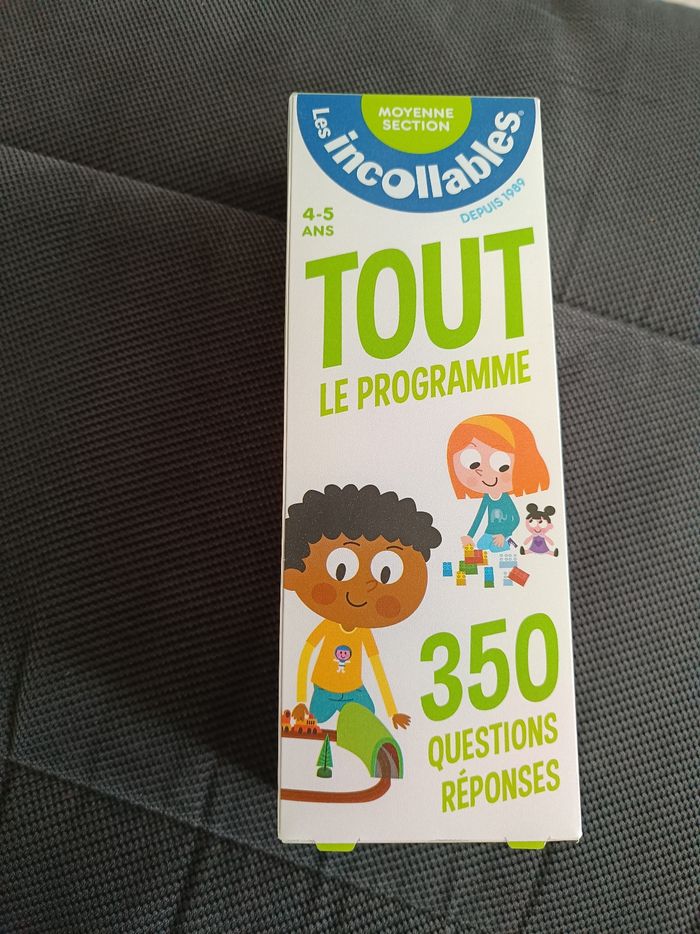 MOYENNE
SECTION
Les incollables®
DEPUIS 1989
4-5
ANS
TOUT
LE PROGRAMME
350
QUESTIONS
RÉPONSES